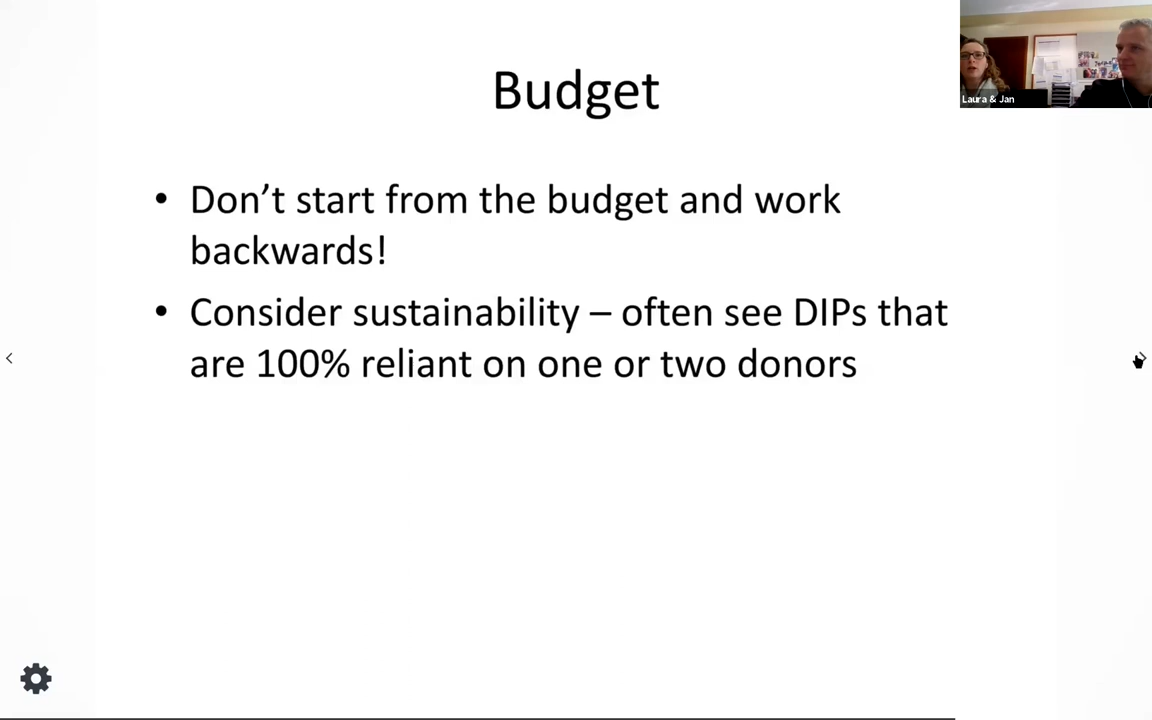 Budget
Laura & Jan
• Don’t start from the budget and work
backwards!
• Consider sustainability – often see DIPs that
are 100% reliant on one or two donors